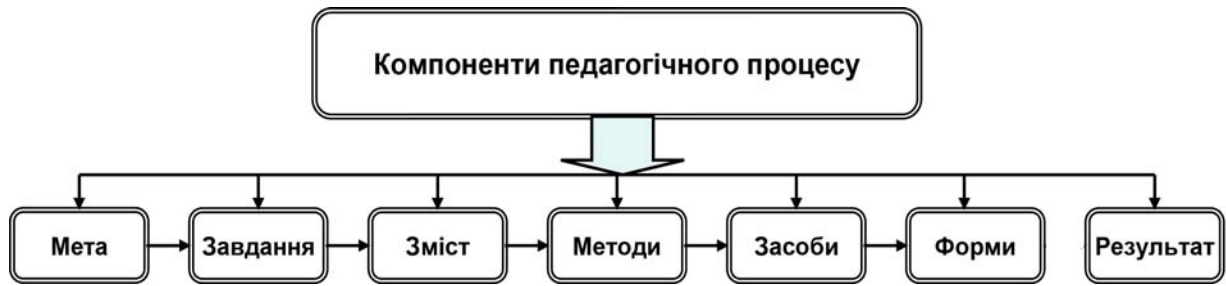 Компоненти педагогічного процесу
Мета
Завдання
Зміст
Методи
Засоби
Форми
Результат